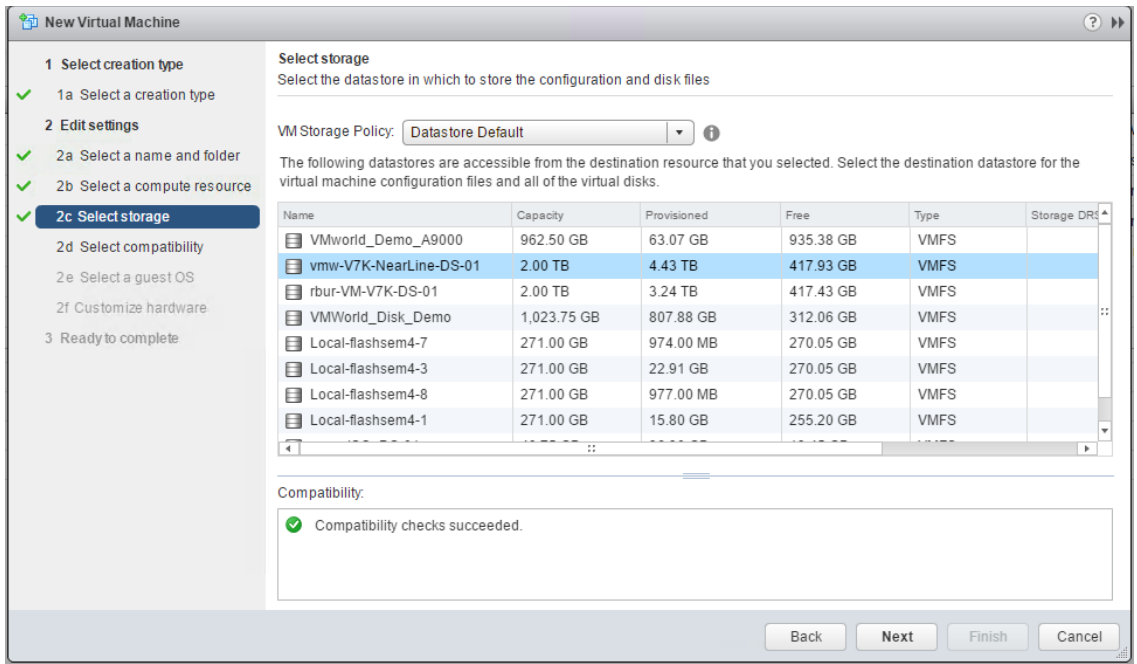 New Virtual Machine
1 Select creation type
1a Select a creation type
2 Edit settings
2a Select a name and folder
2b Select a compute resource
2c Select storage
2d Select compatibility
2e Select a guest OS
2f Customize hardware
3 Ready to complete
Select storage
Select the datastore in which to store the configuration and disk files
VM Storage Policy: Datastore Default
The following datastores are accessible from the destination resource that you selected. Select the destination datastore for the
virtual machine configuration files and all of the virtual disks.
Name Capacity Provisioned Free Type Storage DRS
VMworld_Demo_A9000 962.50 GB 63.07 GB 935.38 GB VMFS
vmw-V7K-NearLine-DS-01 2.00 TB 4.43 TB 417.93 GB VMFS
rbur-VM-V7K-DS-01 2.00 TB 3.24 TB 417.43 GB VMFS
VMWorld_Disk_Demo 1,023.75 GB 807.88 GB 312.06 GB VMFS
Local-flashsem4-7 271.00 GB 974.00 MB 270.05 GB VMFS
Local-flashsem4-3 271.00 GB 22.91 GB 270.05 GB VMFS
Local-flashsem4-8 271.00 GB 977.00 MB 270.05 GB VMFS
Local-flashsem4-1 271.00 GB 15.80 GB 255.20 GB VMFS
Compatibility:
Compatibility checks succeeded.
Back Next Finish Cancel